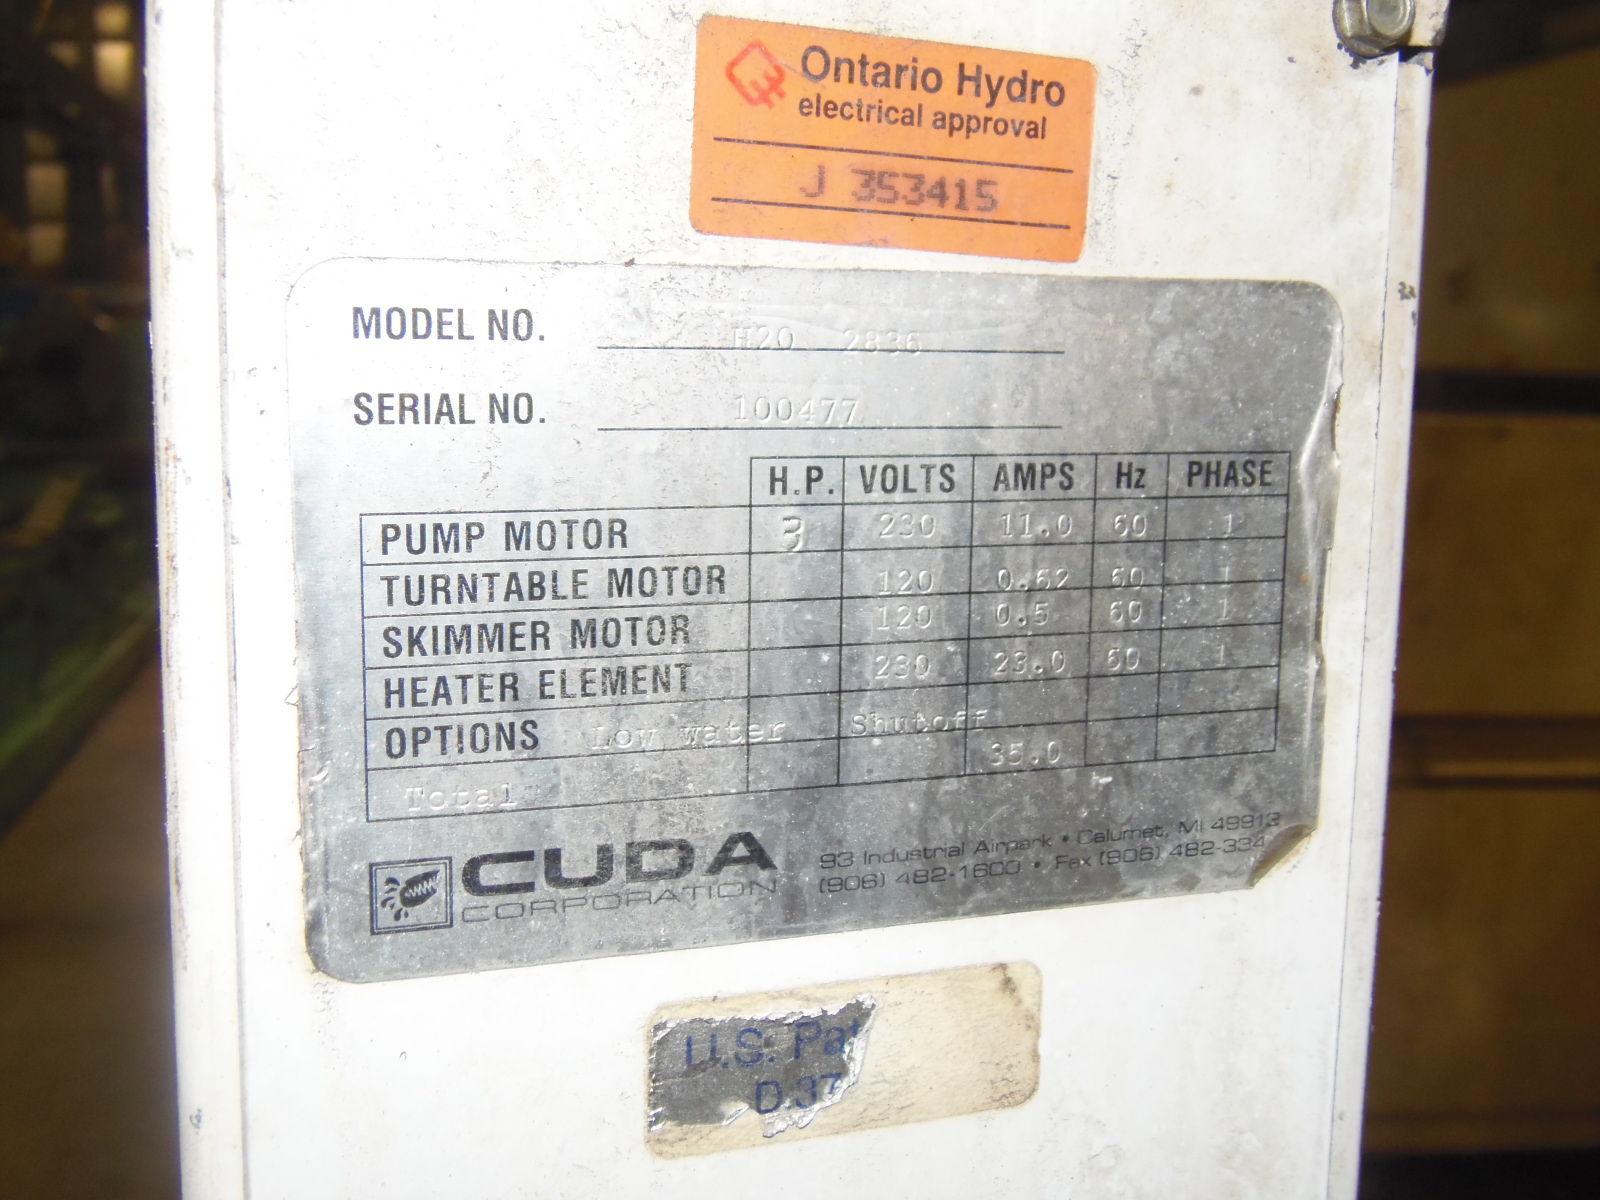 Ontario Hydro
electrical approval
J 353415
MODEL NO. H2O 2836
SERIAL NO. 100477
H.P. VOLTS AMPS Hz PHASE
PUMP MOTOR 3 230 11.0 60 1
TURNTABLE MOTOR 120 0.62 60 1
SKIMMER MOTOR 120 0.5 60 1
HEATER ELEMENT 230 23.0 60 1
OPTIONS Low water Shutoff
Total 35.0
CUDA
CORPORATION
93 Industrial Airpark • Calumet, MI 49913
(906) 482-1600 • Fax (906) 482-334
U.S. Pat
D.37